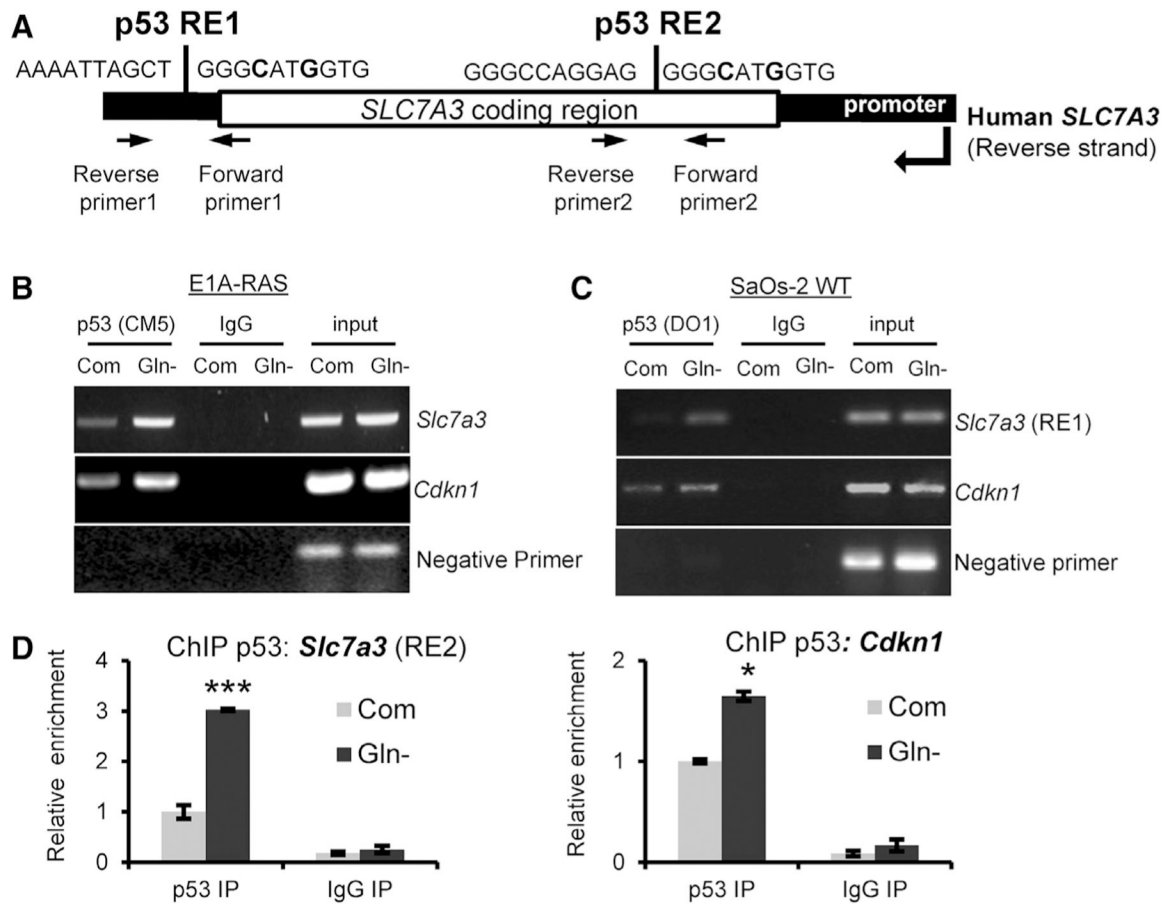 A
p53 RE1
p53 RE2
AAAATTAGCT GGGCATGGTG
GGGCCAGGAG GGGCATGGTG
SLC7A3 coding region
promoter
Human SLC7A3
(Reverse strand)
Reverse primer1
Forward primer1
Reverse primer2
Forward primer2
B
E1A-RAS
p53 (CM5) IgG input
Com Gln- Com Gln- Com Gln-
Slc7a3
Cdkn1
Negative Primer
C
SaOs-2 WT
p53 (DO1) IgG input
Com Gln- Com Gln- Com Gln-
Slc7a3 (RE1)
Cdkn1
Negative primer
D
ChIP p53: Slc7a3 (RE2)
Relative enrichment
4
3
2
1
0
***
Com
Gln-
p53 IP
IgG IP
ChIP p53: Cdkn1
Relative enrichment
2
1
0
*
Com
Gln-
p53 IP
IgG IP